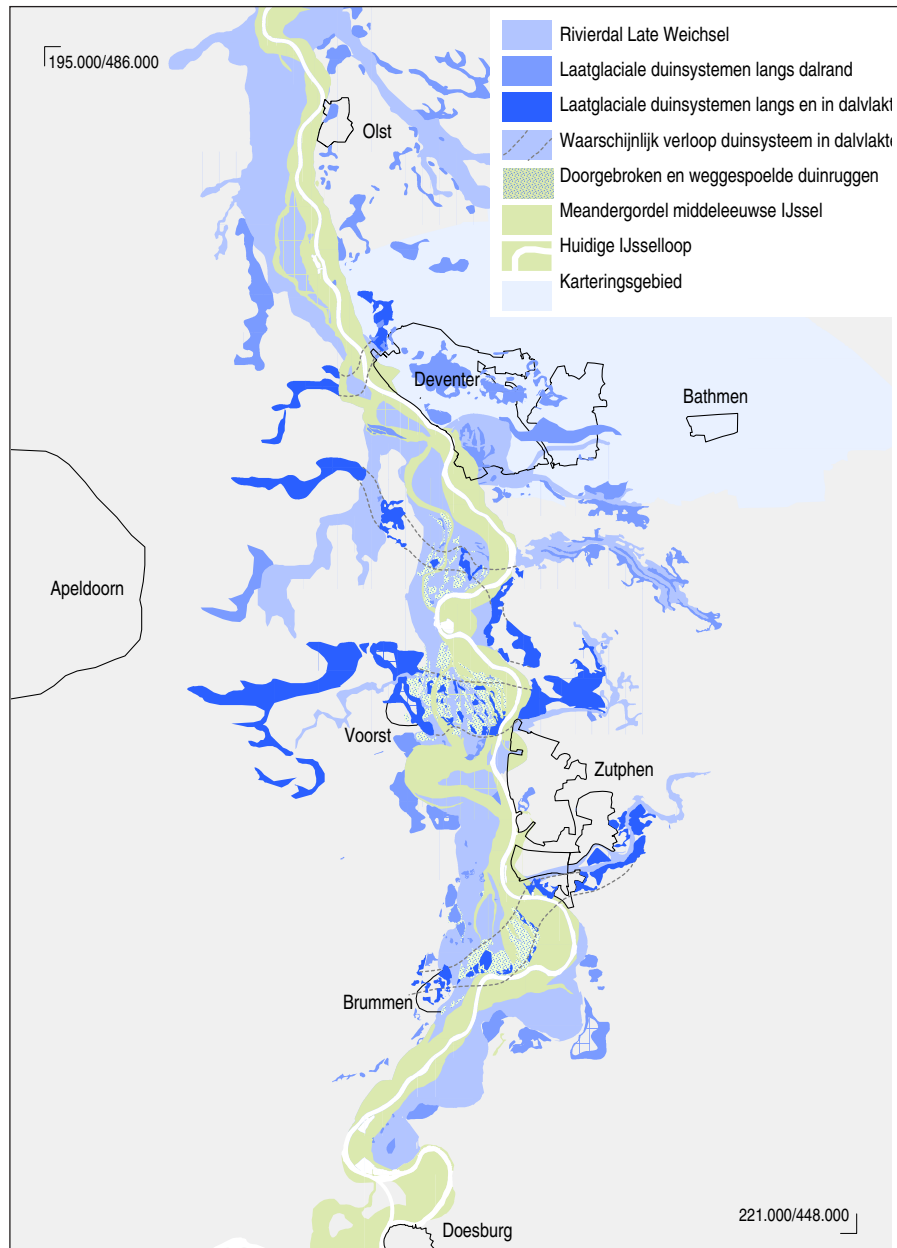 195.000/486.000
Rivierdal Late Weichsel
Laatglaciale duinsystemen langs dalrand
Laatglaciale duinsystemen langs en in dalvlakt
Waarschijnlijk verloop duinsysteem in dalvlakte
Doorgebroken en weggespoelde duinruggen
Meandergordel middeleeuwse IJssel
Huidige IJsselloop
Karteringsgebied
Olst
Deventer
Bathmen
Apeldoorn
Voorst
Zutphen
Brummen
Doesburg
221.000/448.000